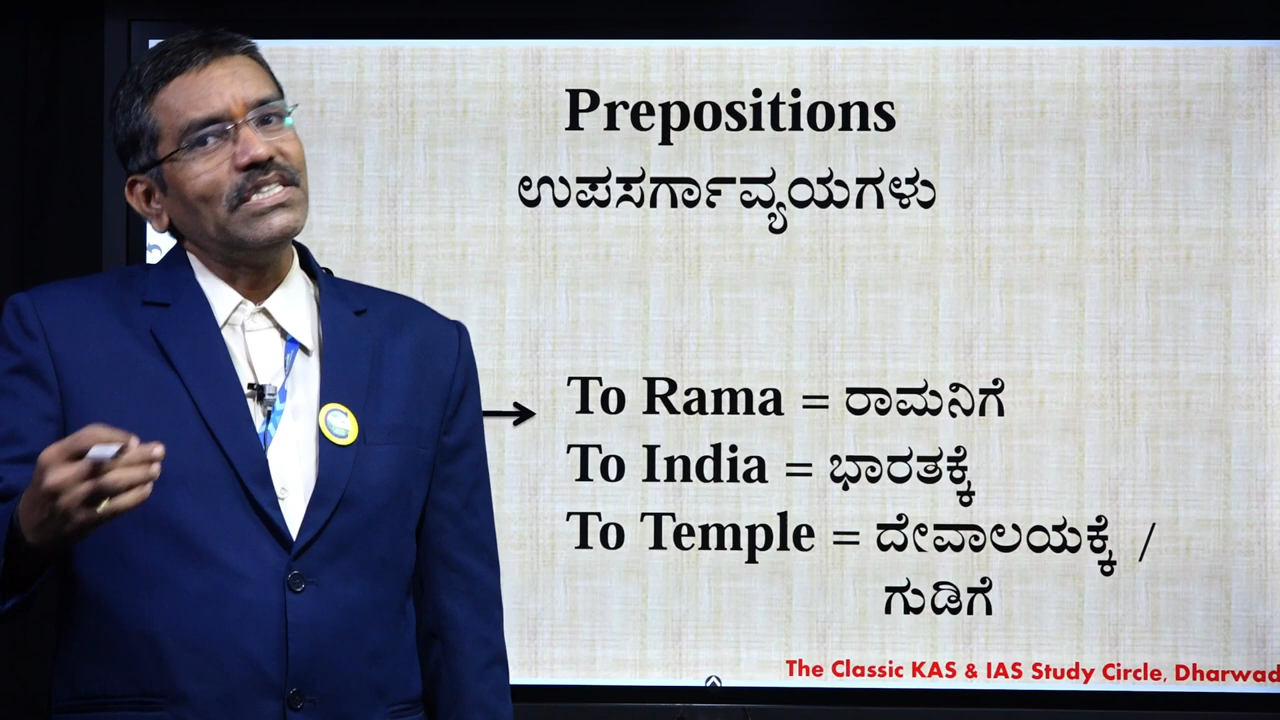 Prepositions
ಉಪಸರ್ಗಾವ್ಯಯಗಳು
To Rama = ರಾಮನಿಗೆ
To India = ಭಾರತಕ್ಕೆ
To Temple = ದೇವಾಲಯಕ್ಕೆ /
ಗುಡಿಗೆ
The Classic KAS & IAS Study Circle, Dharwad